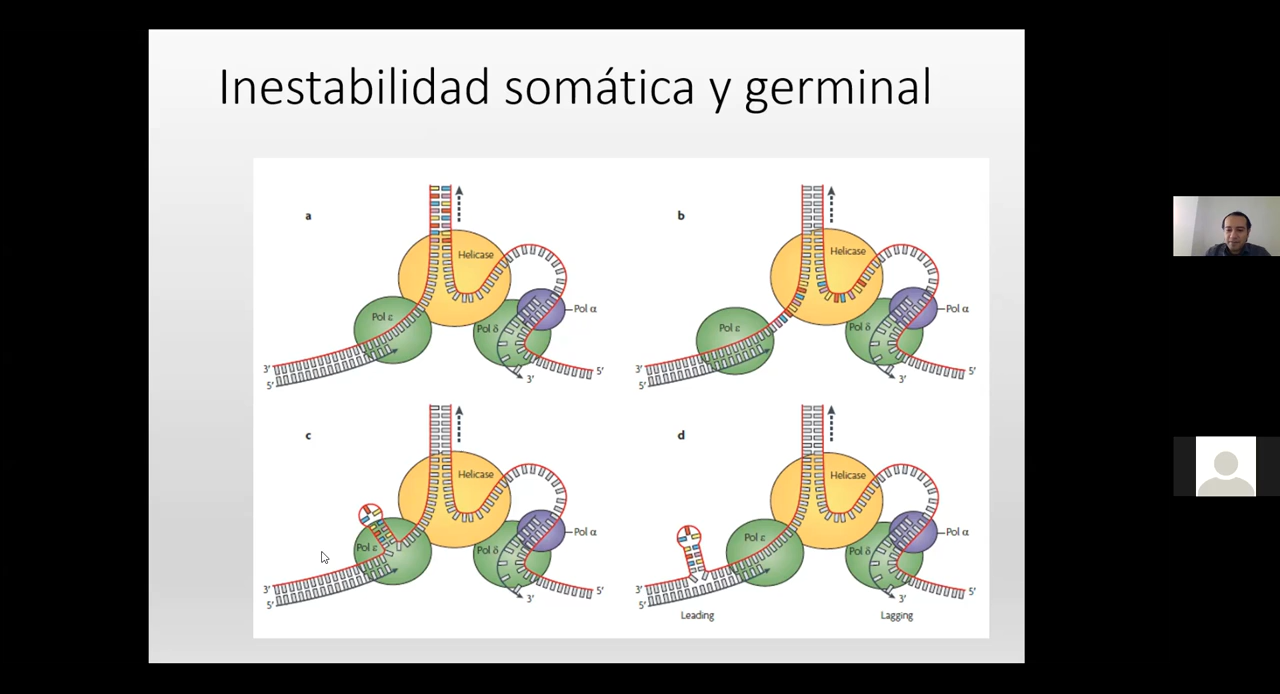 Inestabilidad somática y germinal
a
Helicase
Pol ε
Pol δ
Pol α
3'
5'
3'
5'
b
Helicase
Pol ε
Pol δ
Pol α
3'
5'
3'
5'
c
Helicase
Pol ε
Pol δ
Pol α
3'
5'
3'
5'
d
Helicase
Pol ε
Pol δ
Pol α
3'
5'
3'
5'
Leading
Lagging